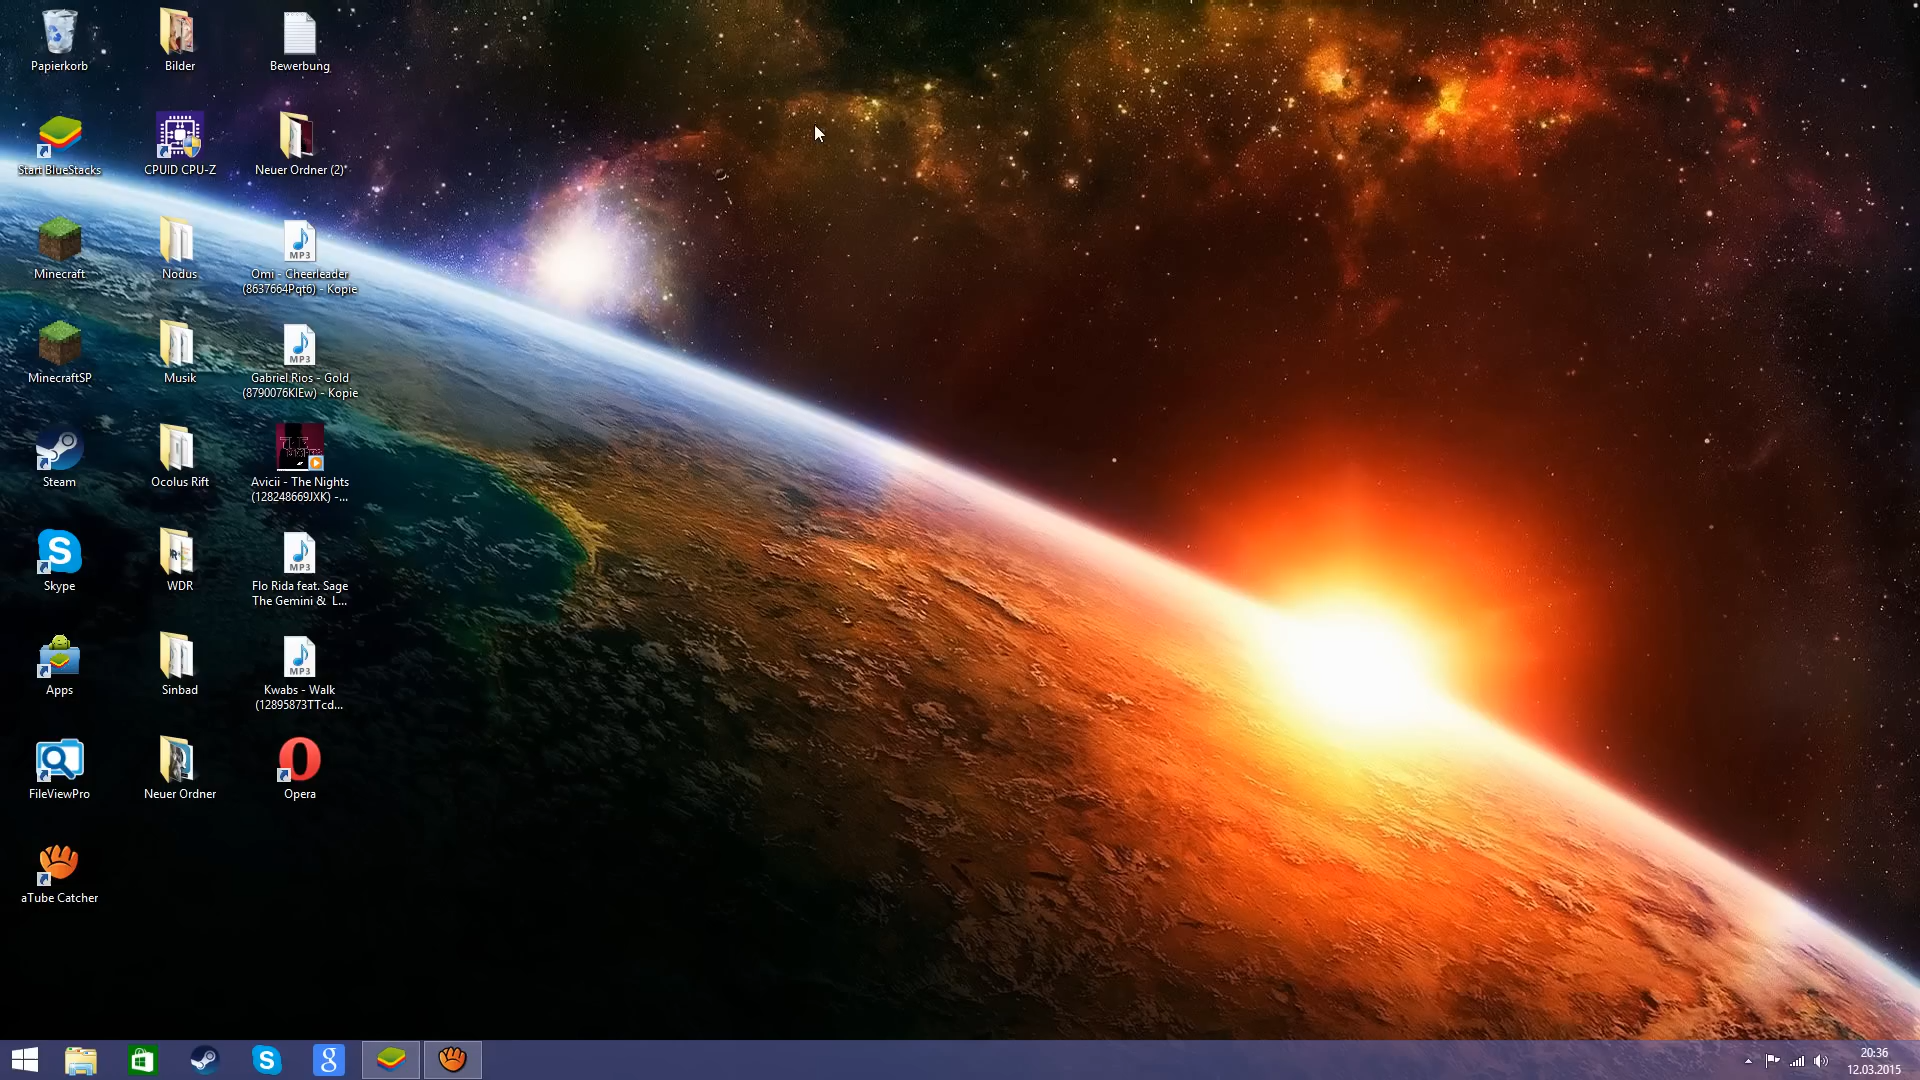 Papierkorb
Bilder
Bewerbung
Start BlueStacks
CPUID CPU-Z
Neuer Ordner (2)*
Minecraft
Nodus
Omi - Cheerleader
(8637664Pqt6) - Kopie
MinecraftSP
Musik
Gabriel Rios - Gold
(8790076KIEw) - Kopie
Steam
Ocolus Rift
Avicii - The Nights
(128248669JXK) -...
Skype
WDR
Flo Rida feat. Sage
The Gemini & L...
Apps
Sinbad
Kwabs - Walk
(12895873TTcd...
FileViewPro
Neuer Ordner
Opera
aTube Catcher
MP3
MP3
MP3
MP3
20:36
12.03.2015